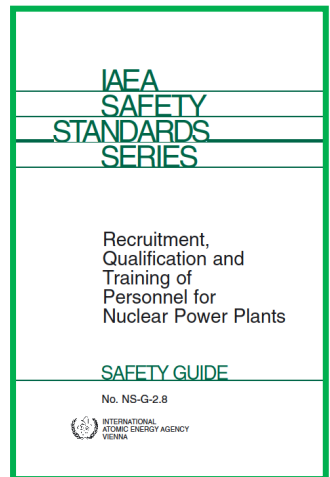 IAEA
SAFETY
STANDARDS
SERIES
Recruitment,
Qualification and
Training of
Personnel for
Nuclear Power Plants
SAFETY GUIDE
No. NS-G-2.8
INTERNATIONAL
ATOMIC ENERGY AGENCY
VIENNA